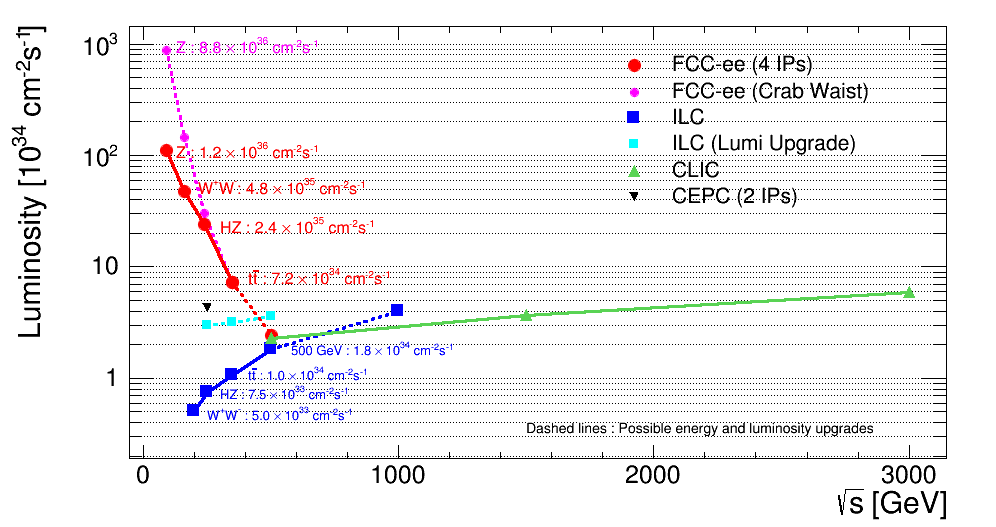 Luminosity [10³⁴ cm⁻²s⁻¹]
10³
10²
10
1
Z : 8.8 × 10³⁶ cm⁻²s⁻¹
Z : 1.2 × 10³⁶ cm⁻²s⁻¹
W⁺W⁻ : 4.8 × 10³⁵ cm⁻²s⁻¹
HZ : 2.4 × 10³⁵ cm⁻²s⁻¹
tt̄ : 7.2 × 10³⁴ cm⁻²s⁻¹
FCC-ee (4 IPs)
FCC-ee (Crab Waist)
ILC
ILC (Lumi Upgrade)
CLIC
CEPC (2 IPs)
500 GeV : 1.8 × 10³⁴ cm⁻²s⁻¹
tt̄ : 1.0 × 10³⁴ cm⁻²s⁻¹
HZ : 7.5 × 10³³ cm⁻²s⁻¹
W⁺W⁻ : 5.0 × 10³³ cm⁻²s⁻¹
Dashed lines : Possible energy and luminosity upgrades
0 1000 2000 3000
√s [GeV]